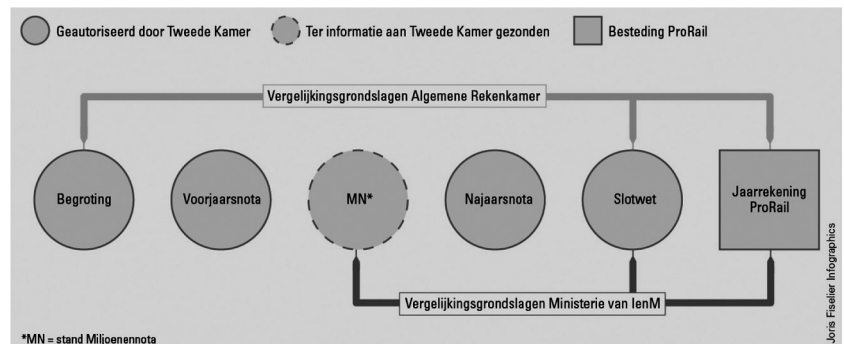 Geautoriseerd door Tweede Kamer
Ter informatie aan Tweede Kamer gezonden
Besteding ProRail
Vergelijkingsgrondslagen Algemene Rekenkamer
Begroting
Voorjaarsnota
MN*
Najaarsnota
Slotwet
Jaarrekening
ProRail
Vergelijkingsgrondslagen Ministerie van IenM
*MN = stand Miljoenennota
Joris Fiselier Infographics